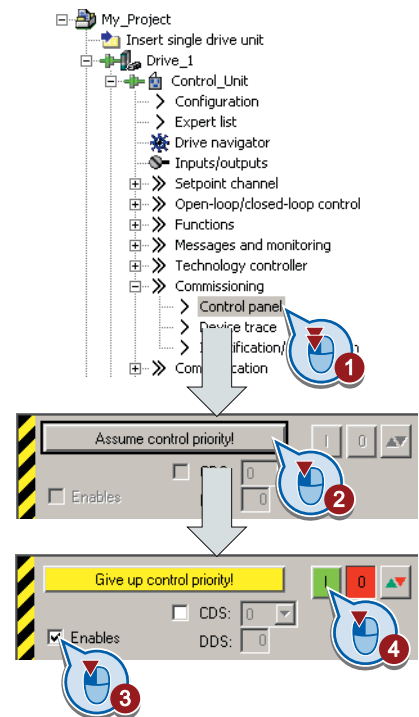 My_Project
Insert single drive unit
Drive_1
Control_Unit
Configuration
Expert list
Drive navigator
Inputs/outputs
Setpoint channel
Open-loop/closed-loop control
Functions
Messages and monitoring
Technology controller
Commissioning
Control panel
trace
1
Assume control priority!
I 0
0
Enables
0
2
Give up control priority!
I 0
CDS: 0
Enables
DDS: 0
3
4